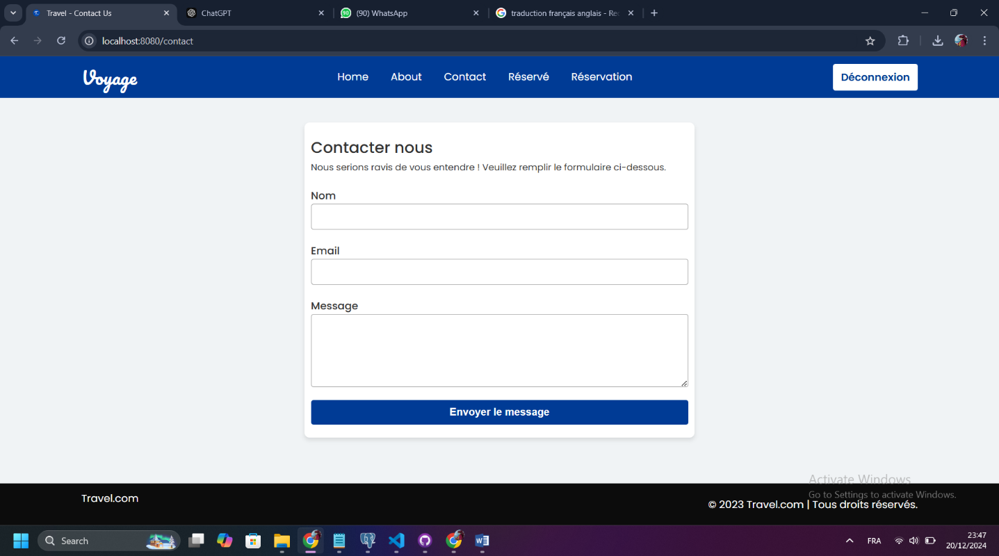 Travel - Contact Us
ChatGPT
90 (90) WhatsApp
traduction français anglais - Re
localhost:8080/contact
Voyage
Home About Contact Réservé Réservation
Déconnexion
Contacter nous
Nous serions ravis de vous entendre ! Veuillez remplir le formulaire ci-dessous.
Nom
Email
Message
Envoyer le message
Activate Windows
Go to Settings to activate Windows.
Travel.com
© 2023 Travel.com | Tous droits réservés.
Search
FRA
23:47
20/12/2024